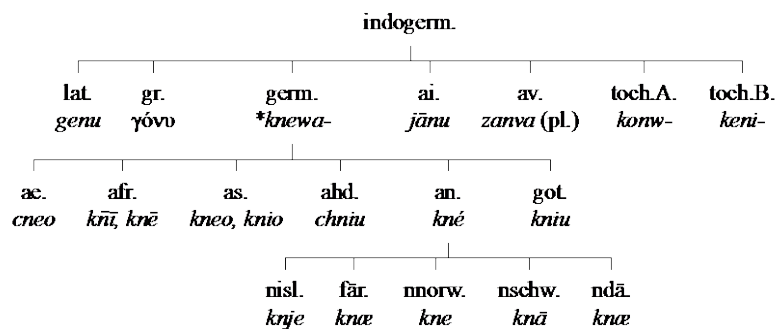 indogerm.
lat. gr. germ. ai. av. toch.A. toch.B.
genu γόνυ *knewa- jānu zanva (pl.) konw- keni-
ae. afr. as. ahd. an. got.
cneo knī, knē kneo, knio chniu kné kniu
nisl. fär. nnorw. nschw. ndä.
knje knæ kne knä knæ